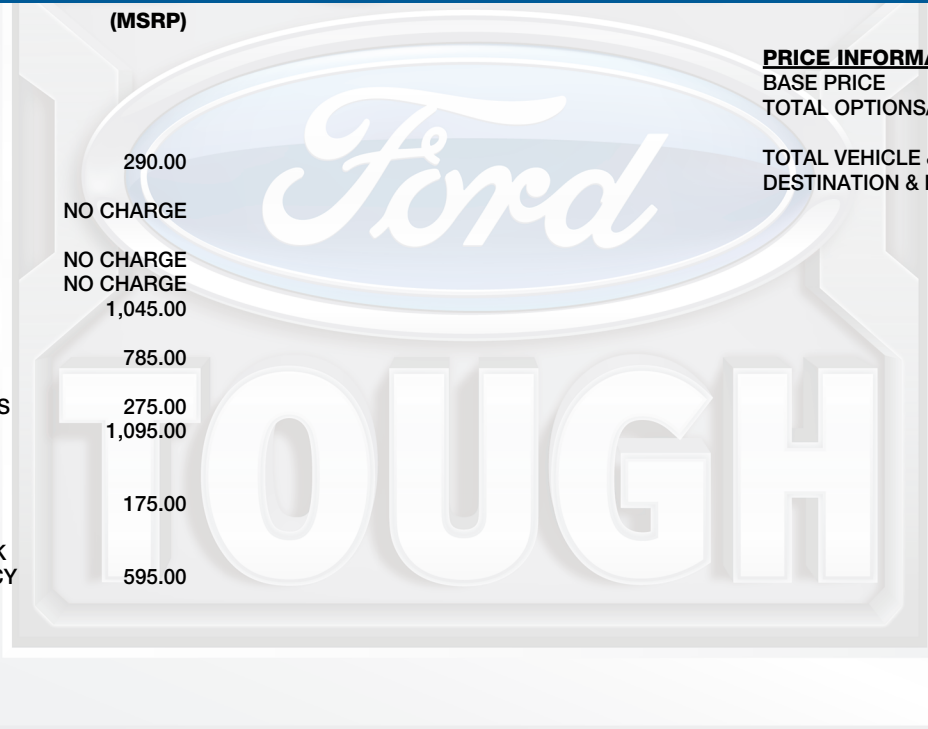 (MSRP)
290.00
NO CHARGE
NO CHARGE
NO CHARGE
1,045.00
785.00
S 275.00
1,095.00
175.00
K
CY 595.00
PRICE INFORMA
BASE PRICE
TOTAL OPTIONS/
TOTAL VEHICLE &
DESTINATION &
Ford
TOUGH